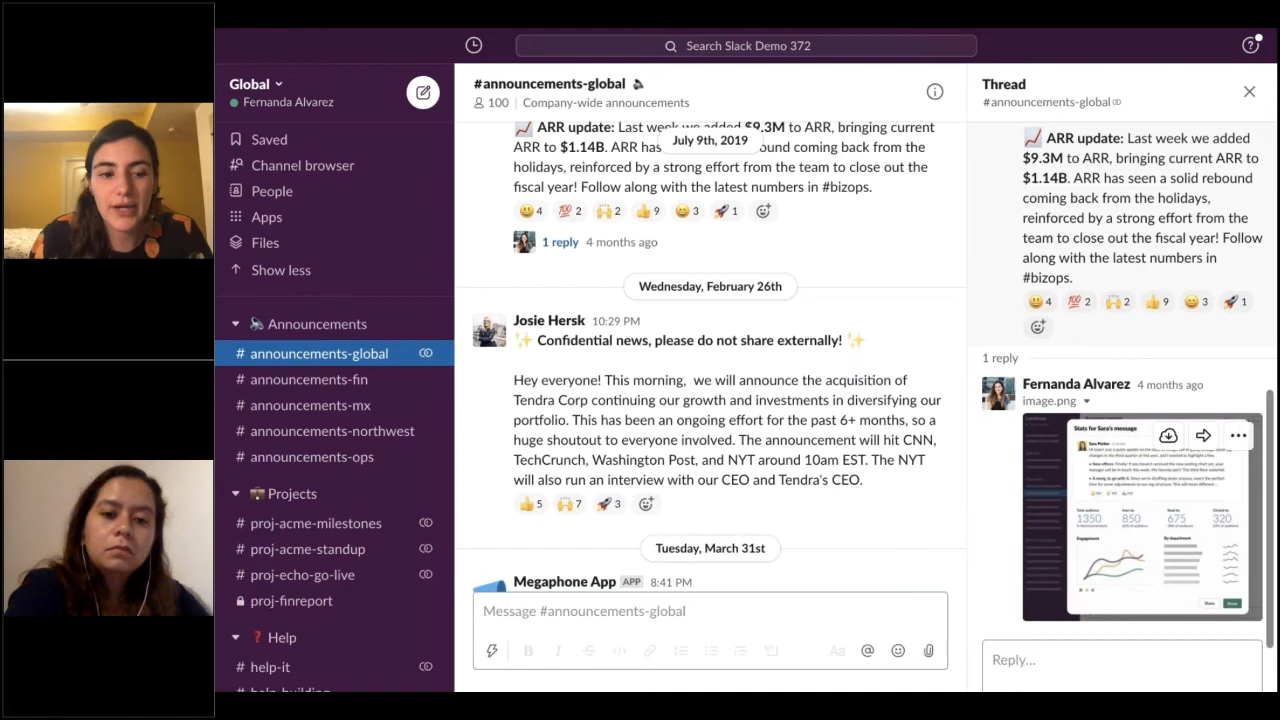 Search Slack Demo 372
Global
Fernanda Alvarez
Saved
Channel browser
People
Apps
Files
Show less
Announcements
# announcements-global
# announcements-fin
# announcements-mx
# announcements-northwest
# announcements-ops
Projects
# proj-acme-milestones
# proj-acme-standup
# proj-echo-go-live
proj-finreport
Help
# help-it
#announcements-global
100 | Company-wide announcements
ARR update: Last week we added $9.3M to ARR, bringing current
July 9th, 2019
ARR to $1.14B. ARR has ound coming back from the
holidays, reinforced by a strong effort from the team to close out the
fiscal year! Follow along with the latest numbers in #bizops.
4 2 2 9 3 1
1 reply 4 months ago
Wednesday, February 26th
Josie Hersk 10:29 PM
✨ Confidential news, please do not share externally! ✨
Hey everyone! This morning, we will announce the acquisition of
Tendra Corp continuing our growth and investments in diversifying our
portfolio. This has been an ongoing effort for the past 6+ months, so a
huge shoutout to everyone involved. The announcement will hit CNN,
TechCrunch, Washington Post, and NYT around 10am EST. The NYT
will also run an interview with our CEO and Tendra's CEO.
5 7 3
Tuesday, March 31st
Megaphone App APP 8:41 PM
Message #announcements-global
Thread
#announcements-global
ARR update: Last week we added
$9.3M to ARR, bringing current ARR to
$1.14B. ARR has seen a solid rebound
coming back from the holidays,
reinforced by a strong effort from the
team to close out the fiscal year! Follow
along with the latest numbers in
#bizops.
4 2 2 9 3 1
1 reply
Fernanda Alvarez 4 months ago
image.png
Stats for Sara's message
1350 850 675 320
Engagement
By department
Reply...